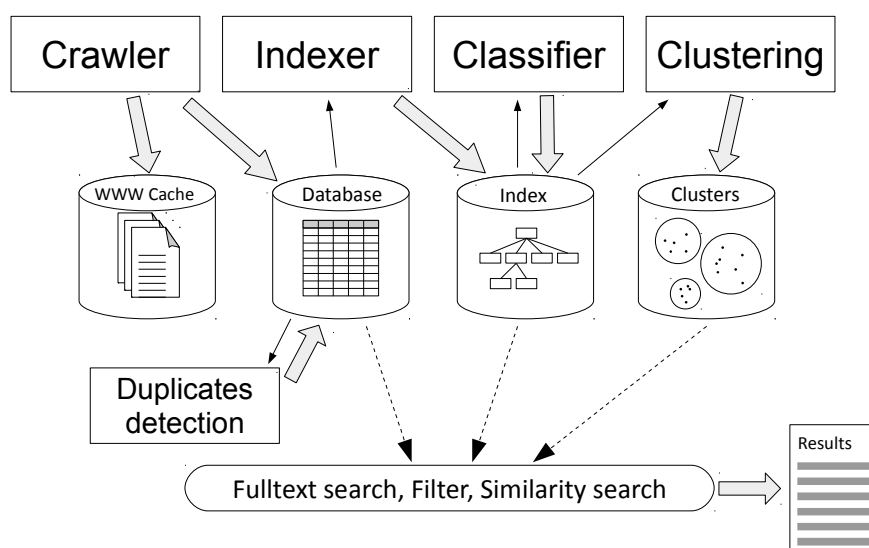 Crawler
Indexer
Classifier
Clustering
WWW Cache
Database
Index
Clusters
Duplicates
detection
Results
Fulltext search, Filter, Similarity search